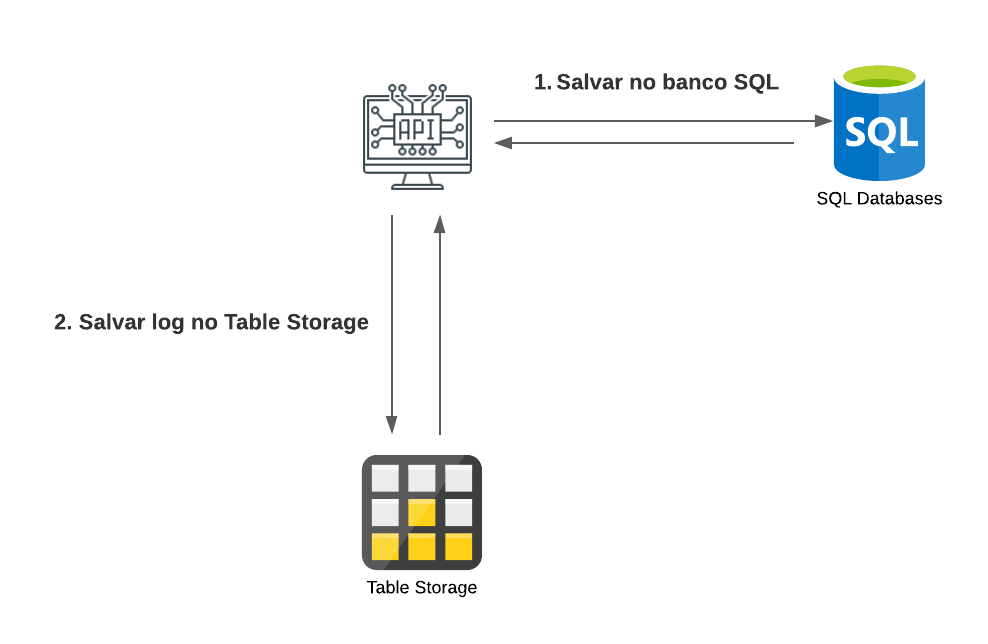 1. Salvar no banco SQL
API
SQL
SQL Databases
2. Salvar log no Table Storage
Table Storage